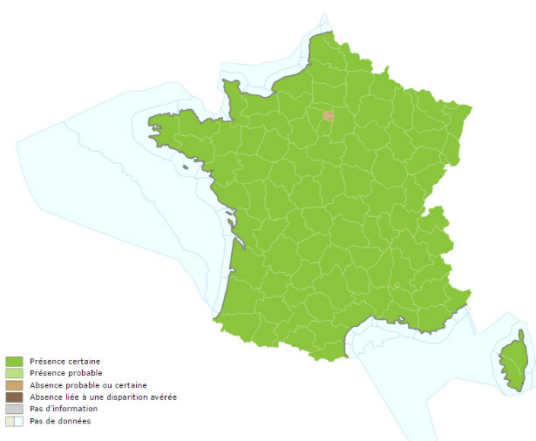 Présence certaine
Présence probable
Absence probable ou certaine
Absence liée à une disparition avérée
Pas d'information
Pas de données